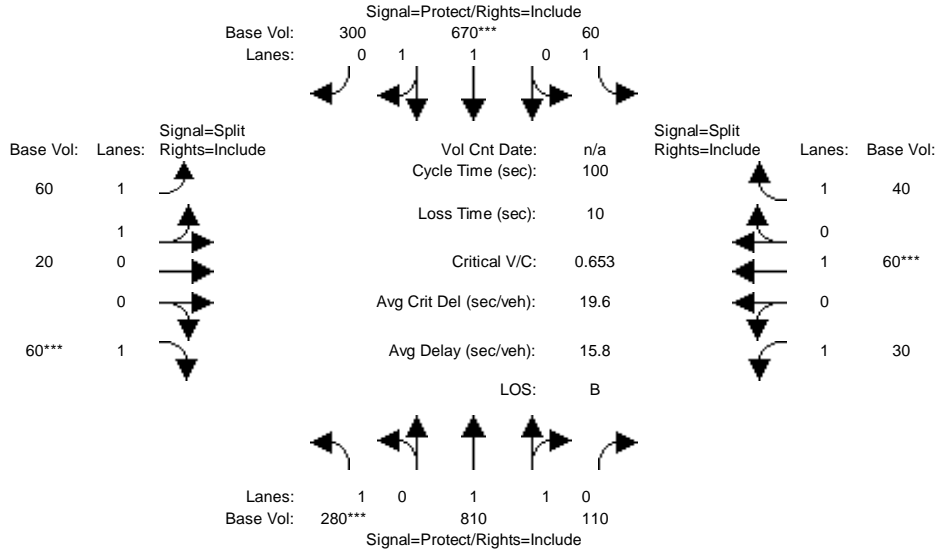 Signal=Protect/Rights=Include
Base Vol: 300 670*** 60
Lanes: 0 1 1 0 1
Signal=Split
Rights=Include
Base Vol: Lanes:
60 1
1
20 0
0
60*** 1
Vol Cnt Date: n/a
Cycle Time (sec): 100
Loss Time (sec): 10
Critical V/C: 0.653
Avg Crit Del (sec/veh): 19.6
Avg Delay (sec/veh): 15.8
LOS: B
Signal=Split
Rights=Include
Lanes: Base Vol:
1 40
0
1 60***
0
1 30
Lanes: 1 0 1 1 0
Base Vol: 280*** 810 110
Signal=Protect/Rights=Include